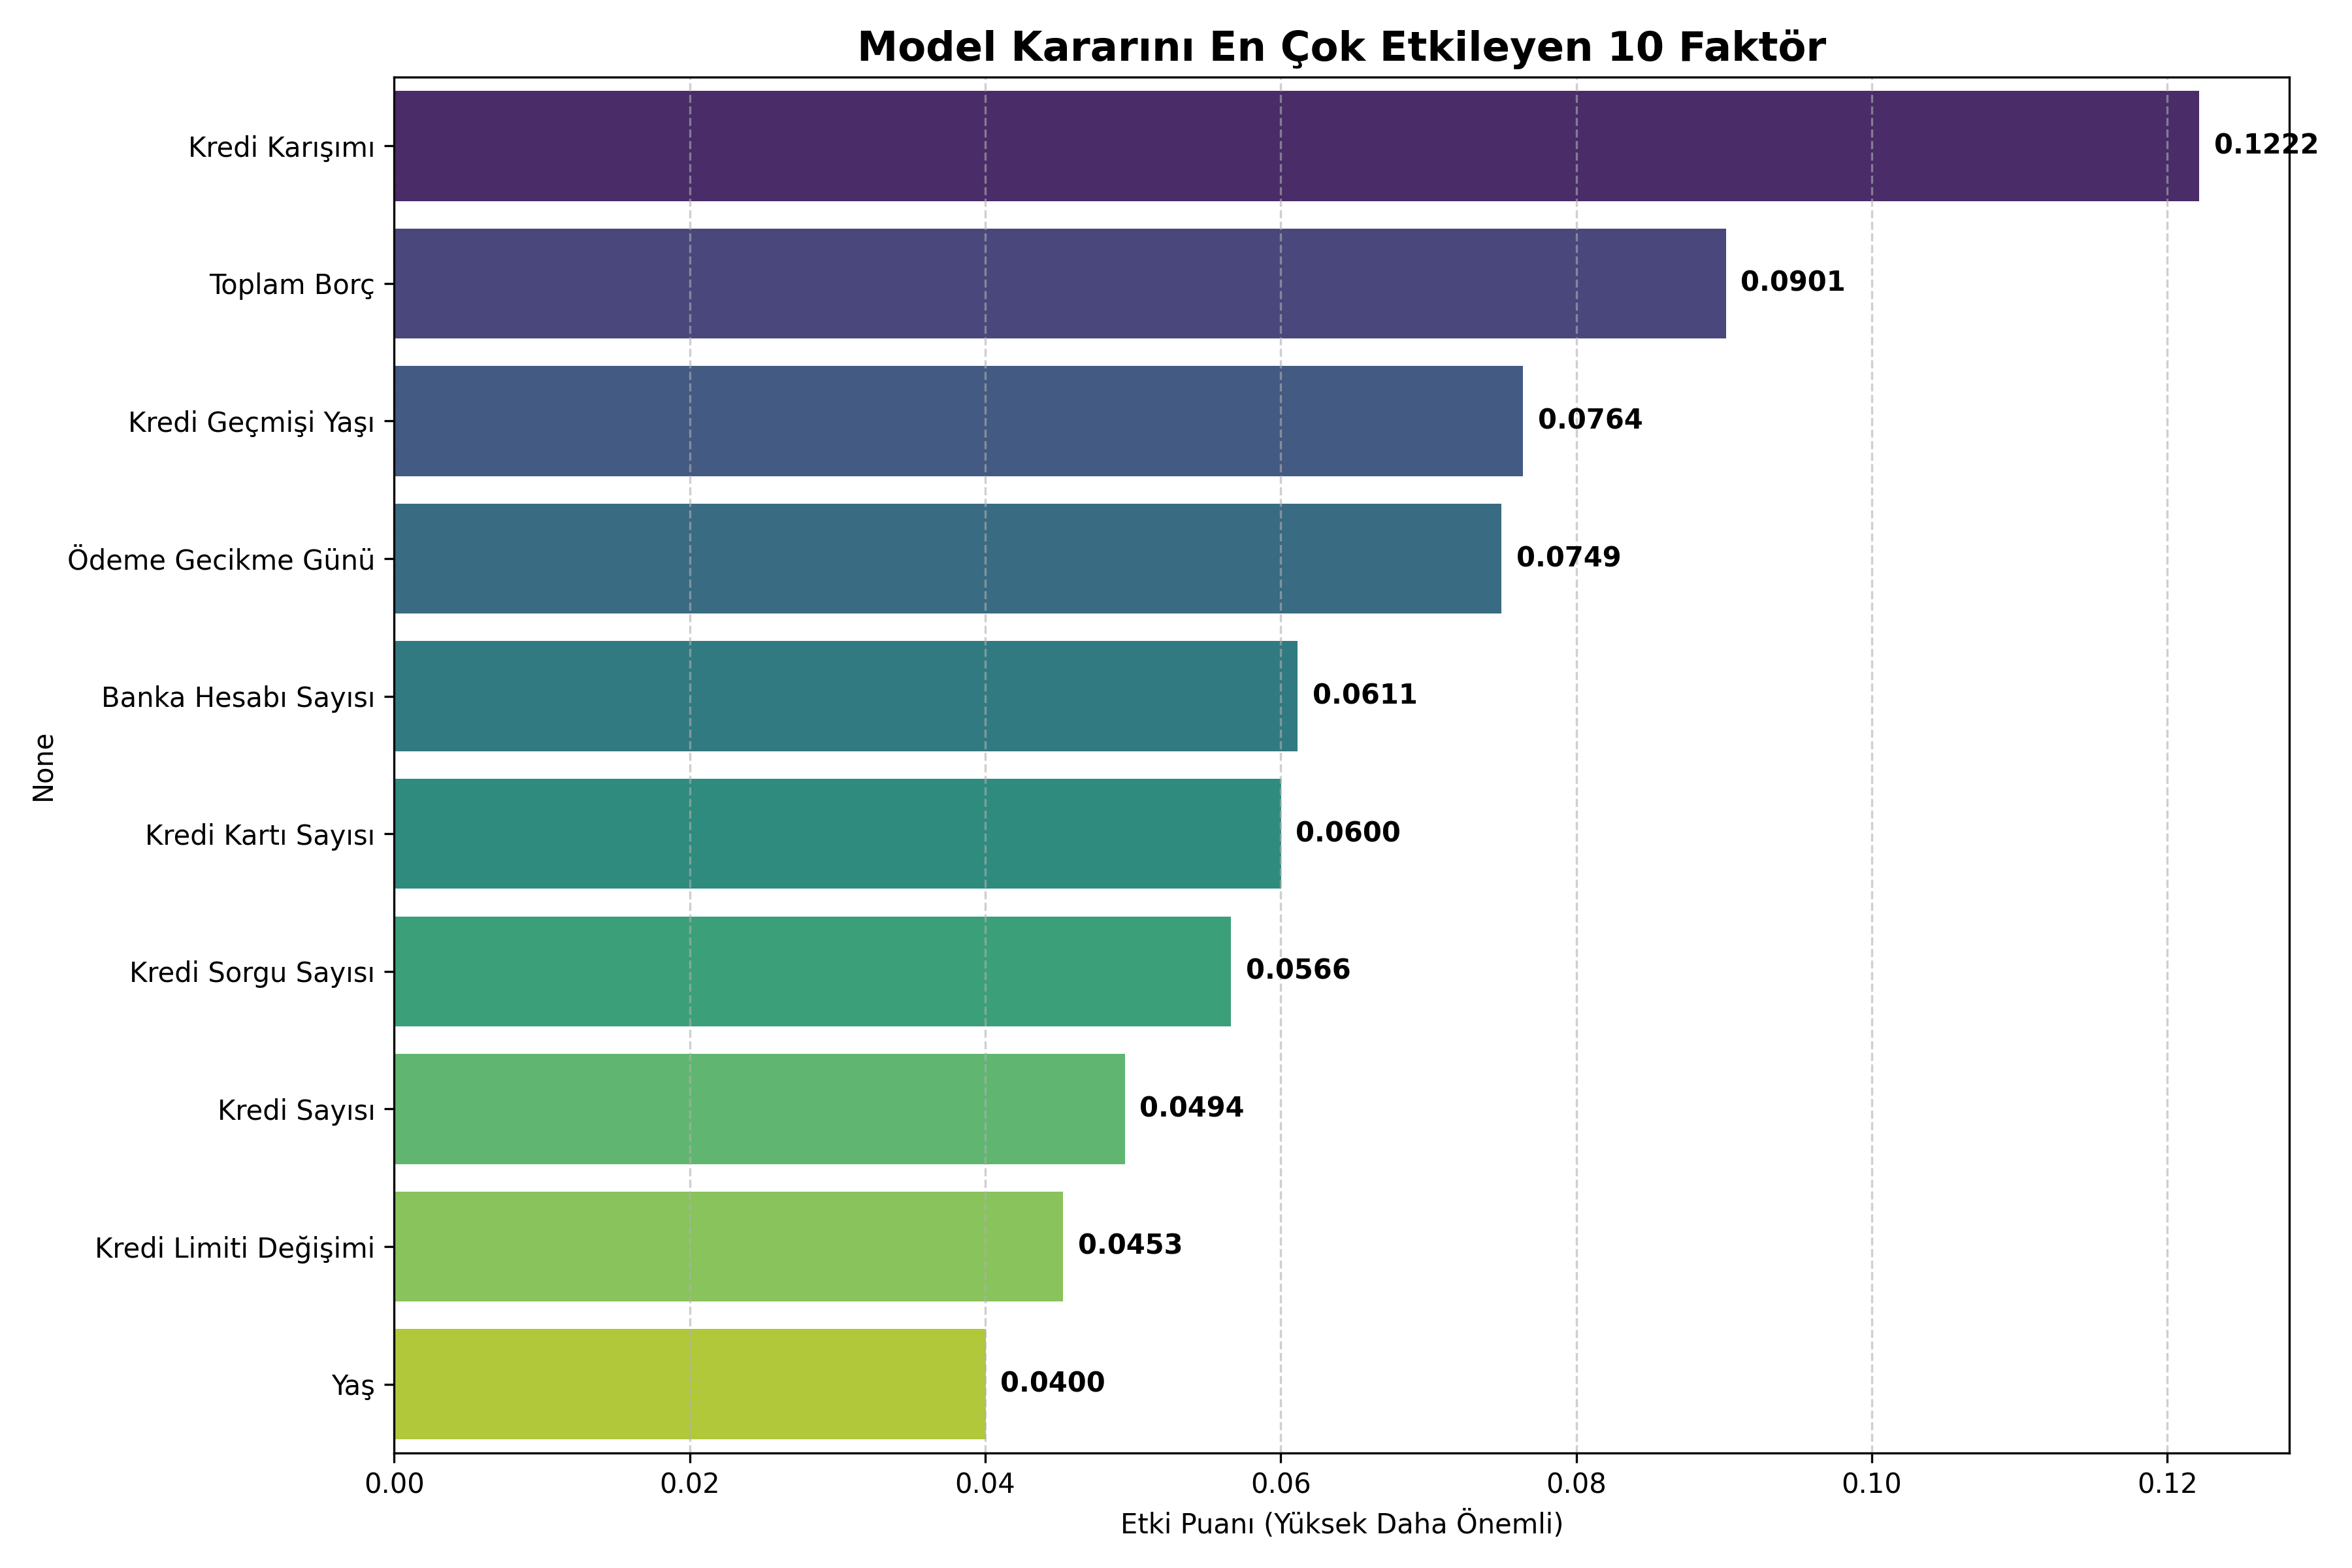 Model Kararını En Çok Etkileyen 10 Faktör
Kredi Karışımı 0.1222
Toplam Borç 0.0901
Kredi Geçmişi Yaşı 0.0764
Ödeme Gecikme Günü 0.0749
Banka Hesabı Sayısı 0.0611
None
Kredi Kartı Sayısı 0.0600
Kredi Sorgu Sayısı 0.0566
Kredi Sayısı 0.0494
Kredi Limiti Değişimi 0.0453
Yaş 0.0400
0.00 0.02 0.04 0.06 0.08 0.10 0.12
Etki Puanı (Yüksek Daha Önemli)